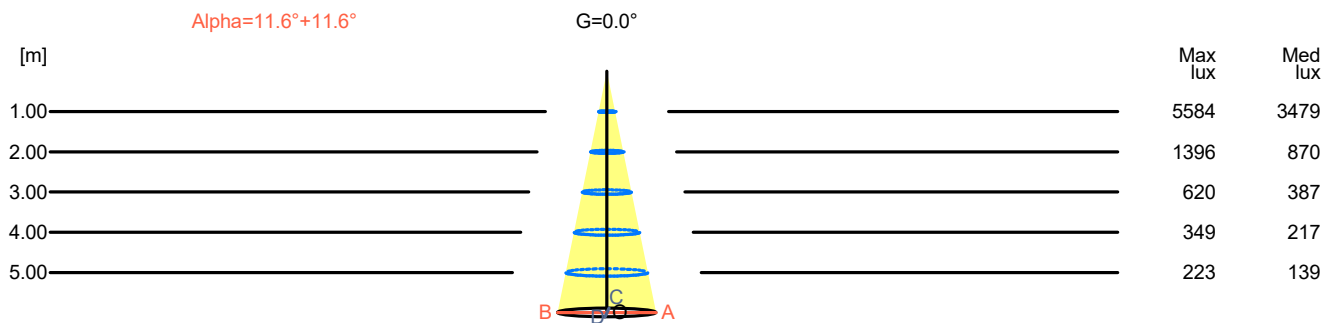 Alpha=11.6°+11.6° G=0.0°
[m] Max lux Med lux
1.00 5584 3479
2.00 1396 870
3.00 620 387
4.00 349 217
5.00 223 139
C
B D O A